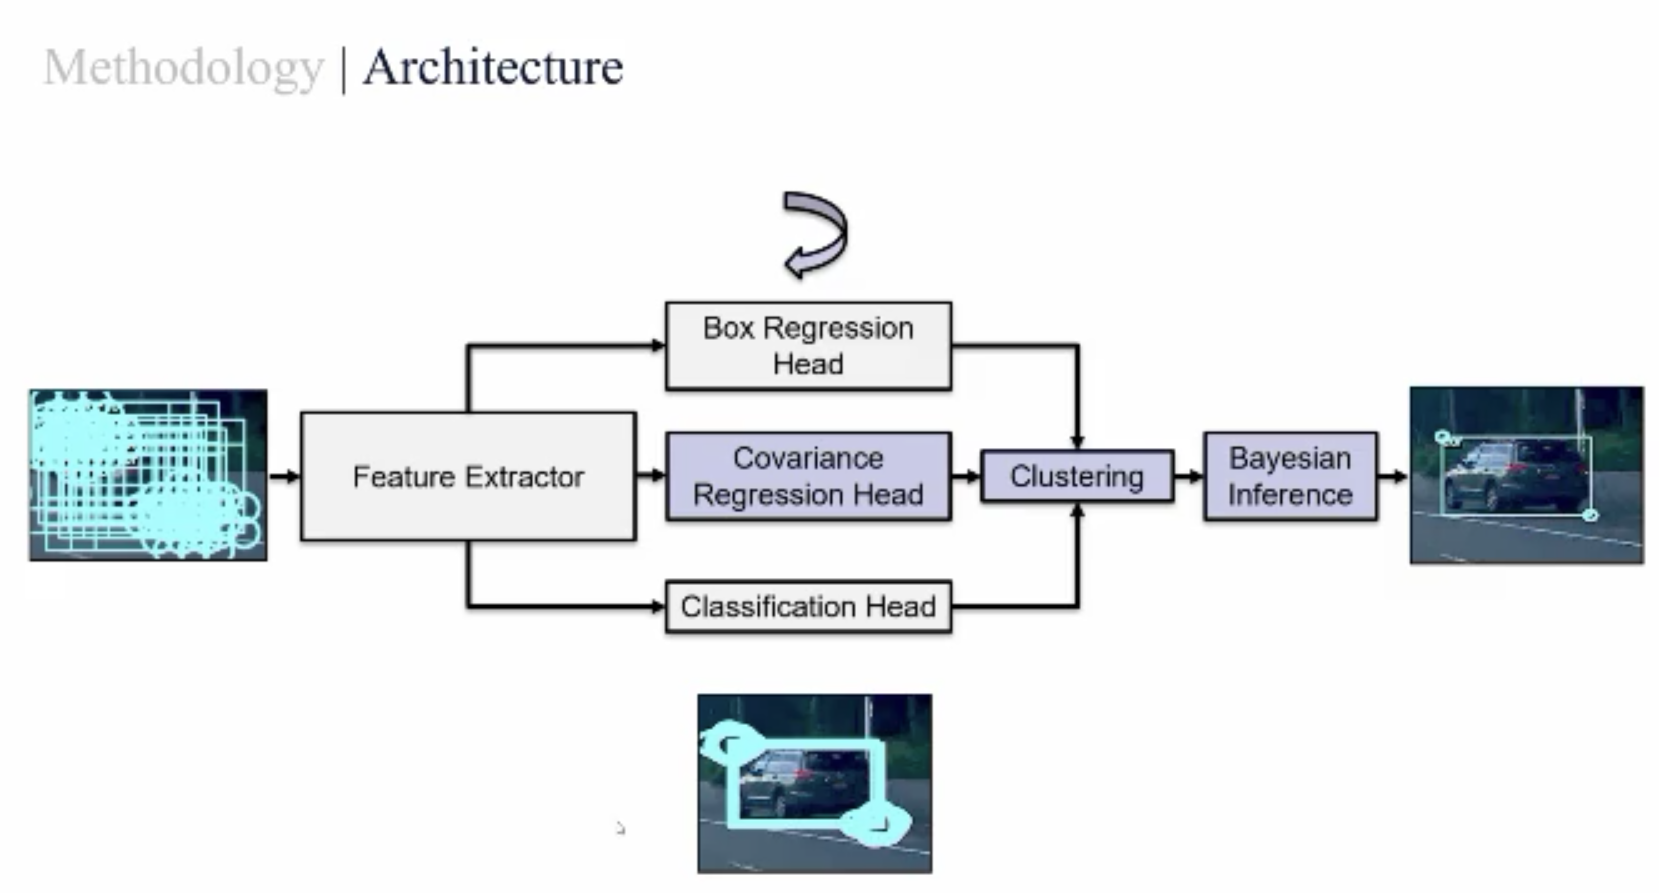 Methodology | Architecture
Box Regression
Head
Feature Extractor
Covariance
Regression Head
Clustering
Bayesian
Inference
Classification Head